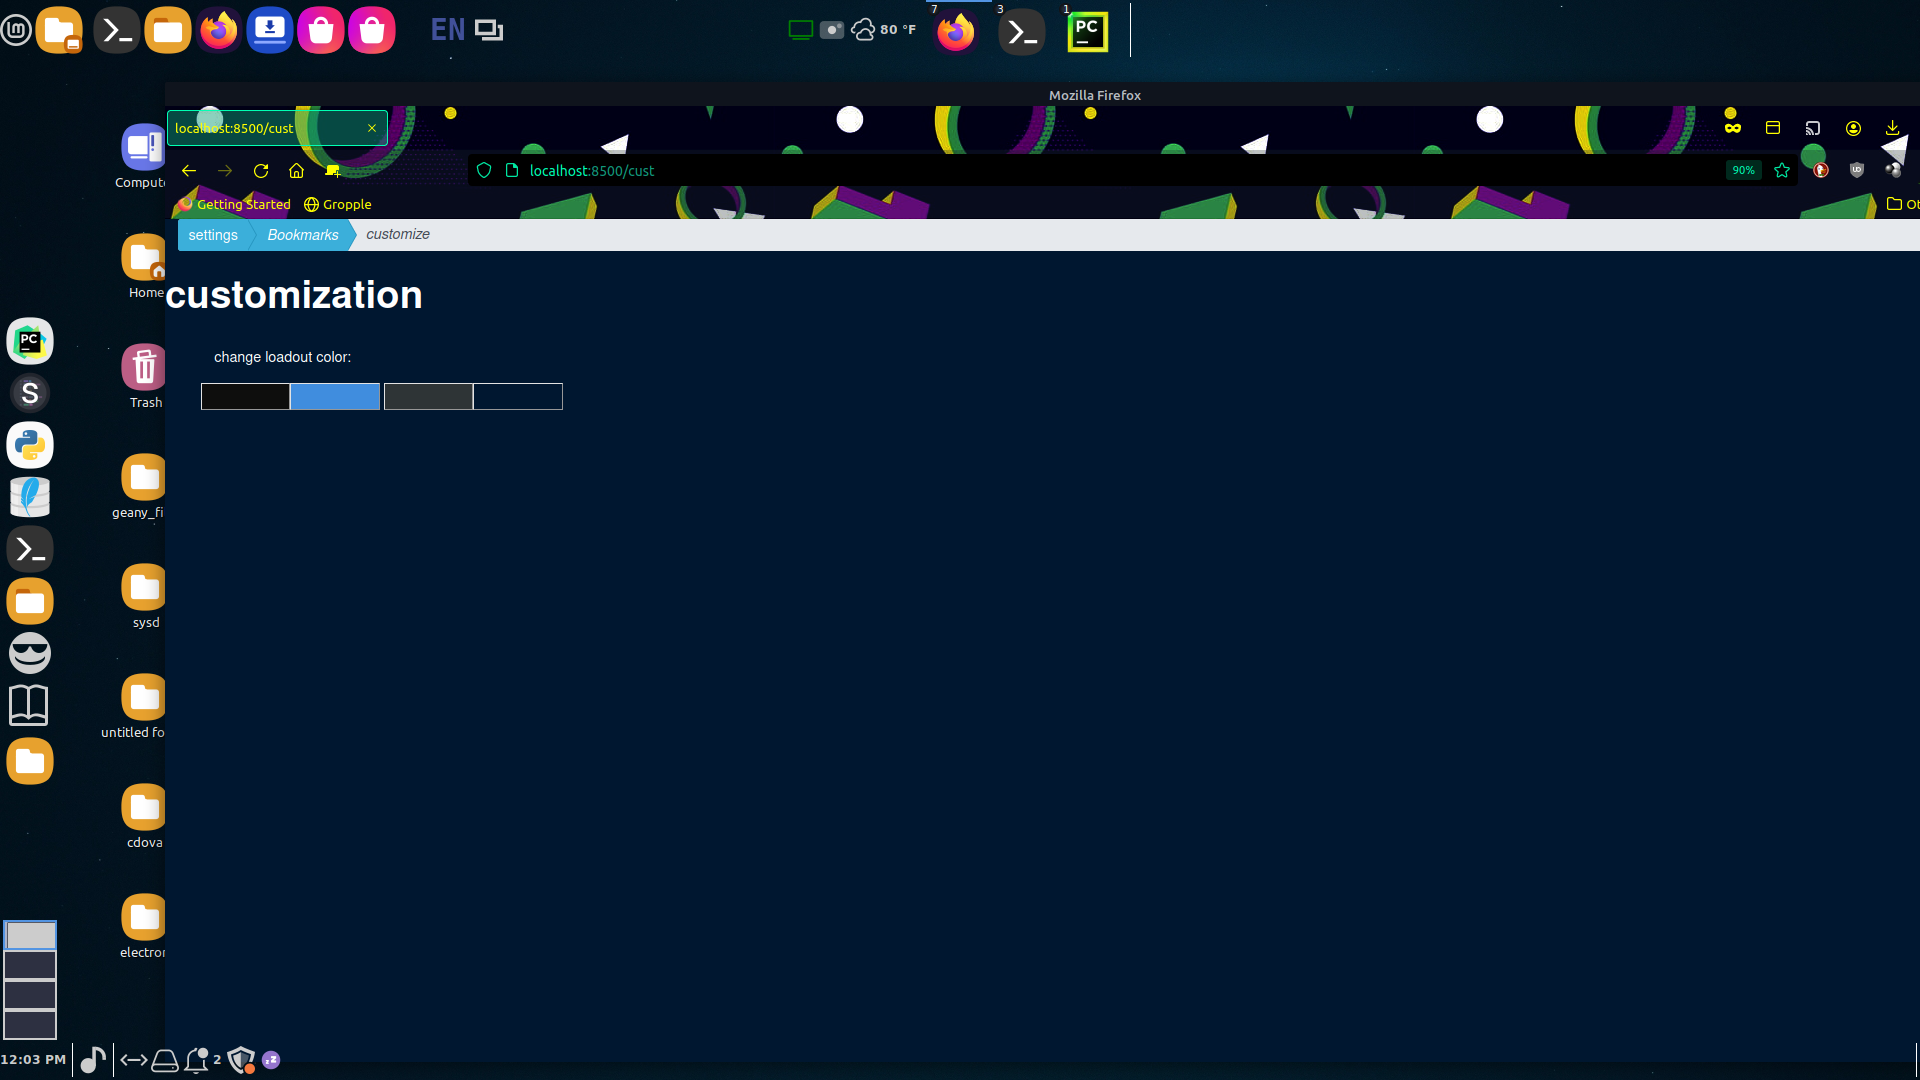 EN
80 °F
7
3
1
PC
Mozilla Firefox
localhost:8500/cust
localhost:8500/cust
90%
Getting Started
Gropple
Ot
settings
Bookmarks
customize
customization
change loadout color:
Compute
Home
Trash
geany_fi
sysd
untitled fo
cdova
electron
PC
S
12:03 PM
2